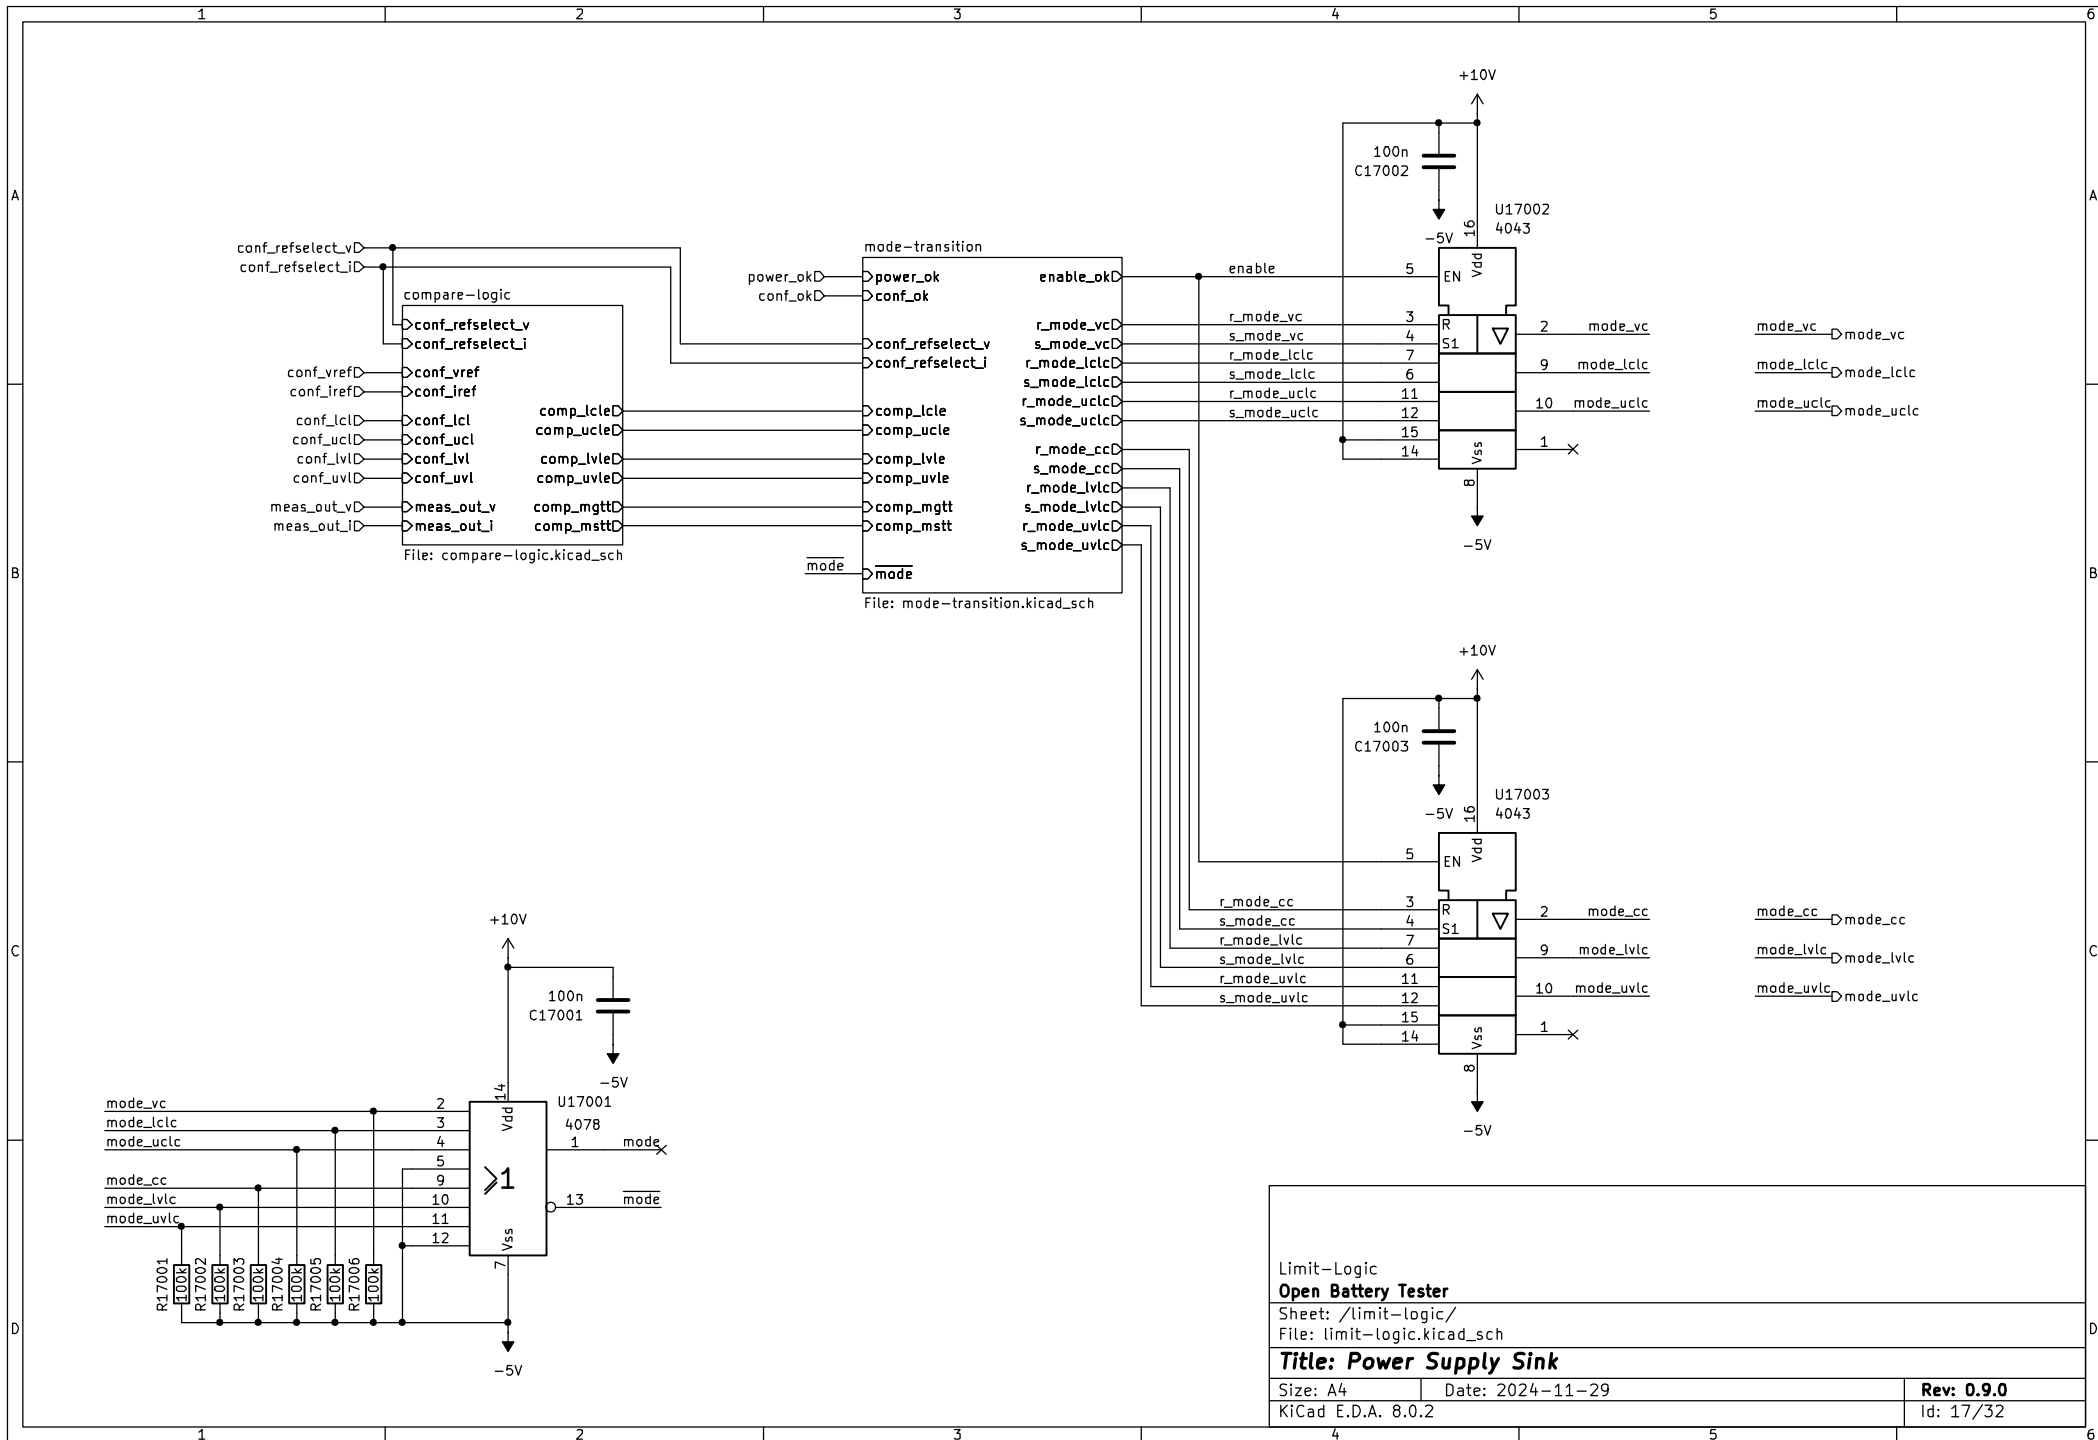 1 2 3 4 5 6
A
B
C
D
A
B
C
D
1 2 3 4 5 6
conf_refselect_v
conf_refselect_i
compare-logic
conf_refselect_v
conf_refselect_i
conf_vref
conf_vref
conf_iref
conf_iref
conf_lcl
conf_lcl
comp_lcle
conf_ucl
conf_ucl
comp_ucle
conf_lvl
conf_lvl
comp_lvle
conf_uvl
conf_uvl
comp_uvle
meas_out_v
meas_out_v
comp_mgtt
meas_out_i
meas_out_i
comp_mstt
File: compare-logic.kicad_sch
mode-transition
power_ok
power_ok
enable_ok
conf_ok
conf_ok
r_mode_vc
conf_refselect_v
s_mode_vc
conf_refselect_i
r_mode_lclc
s_mode_lclc
r_mode_uclc
comp_lcle
s_mode_uclc
comp_ucle
r_mode_cc
comp_lvle
s_mode_cc
comp_uvle
r_mode_lvlc
comp_mgtt
s_mode_lvlc
comp_mstt
r_mode_uvlc
s_mode_uvlc
mode
mode
File: mode-transition.kicad_sch
+10V
100n
C17002
-5V
U17002
4043
16
Vdd
enable
5
EN
r_mode_vc
3
R
s_mode_vc
4
S1
r_mode_lclc
7
s_mode_lclc
6
r_mode_uclc
11
s_mode_uclc
12
15
14
Vss
8
-5V
2
mode_vc
9
mode_lclc
10
mode_uclc
1
mode_vc
mode_vc
mode_lclc
mode_lclc
mode_uclc
mode_uclc
+10V
100n
C17003
-5V
U17003
4043
16
Vdd
5
EN
r_mode_cc
3
R
s_mode_cc
4
S1
r_mode_lvlc
7
s_mode_lvlc
6
r_mode_uvlc
11
s_mode_uvlc
12
15
14
Vss
8
-5V
2
mode_cc
9
mode_lvlc
10
mode_uvlc
1
mode_cc
mode_cc
mode_lvlc
mode_lvlc
mode_uvlc
mode_uvlc
+10V
100n
C17001
-5V
14
Vdd
U17001
4078
mode_vc
2
mode_lclc
3
mode_uclc
4
5
mode_cc
9
mode_lvlc
10
mode_uvlc
11
12
≥1
1
mode
13
mode
Vss
7
R17001
100k
R17002
100k
R17003
100k
R17004
100k
R17005
100k
R17006
100k
-5V
Limit-Logic
Open Battery Tester
Sheet: /limit-logic/
File: limit-logic.kicad_sch
Title: Power Supply Sink
Size: A4
Date: 2024-11-29
Rev: 0.9.0
KiCad E.D.A. 8.0.2
Id: 17/32